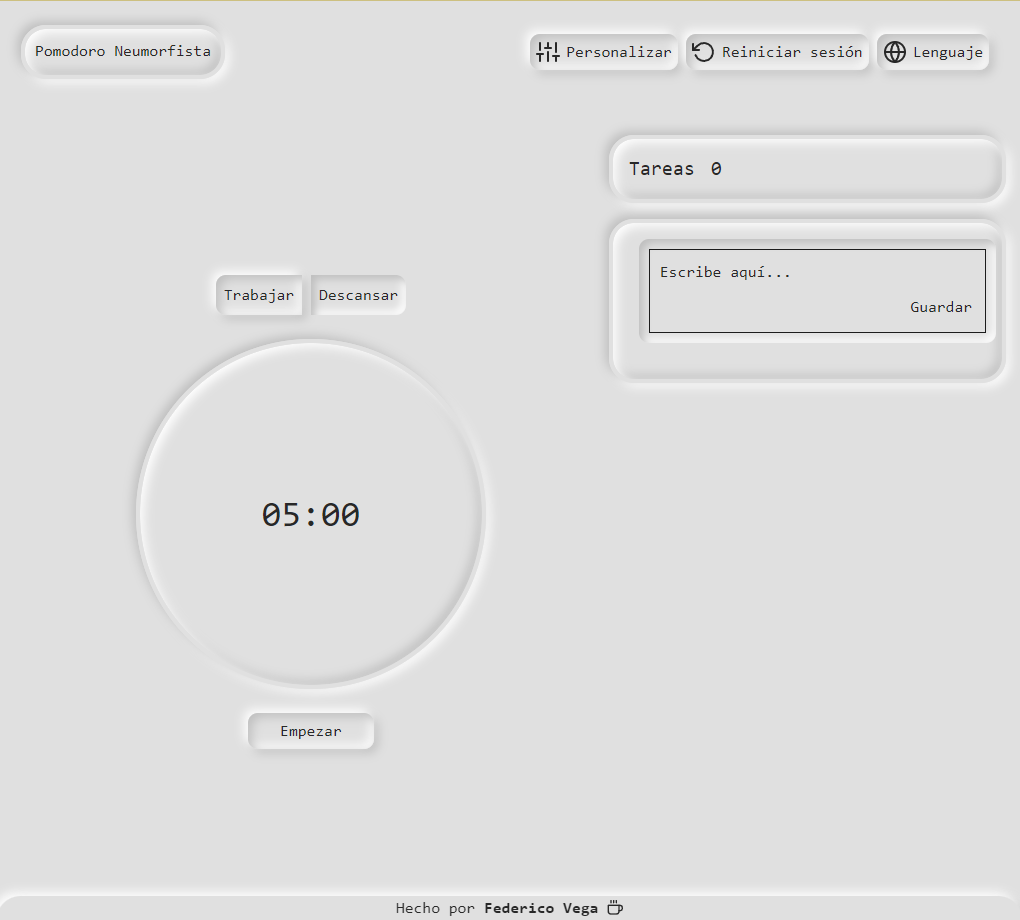 Pomodoro Neumorfista
Personalizar
Reiniciar sesión
Lenguaje
Tareas 0
Escribe aquí...
Guardar
Trabajar
Descansar
05:00
Empezar
Hecho por Federico Vega